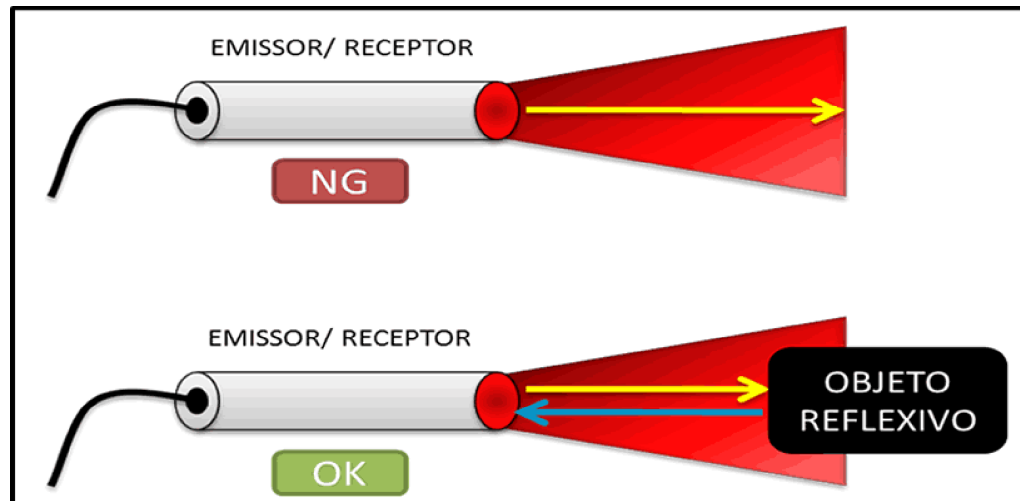 EMISSOR/ RECEPTOR
NG
EMISSOR/ RECEPTOR
OBJETO
REFLEXIVO
OK